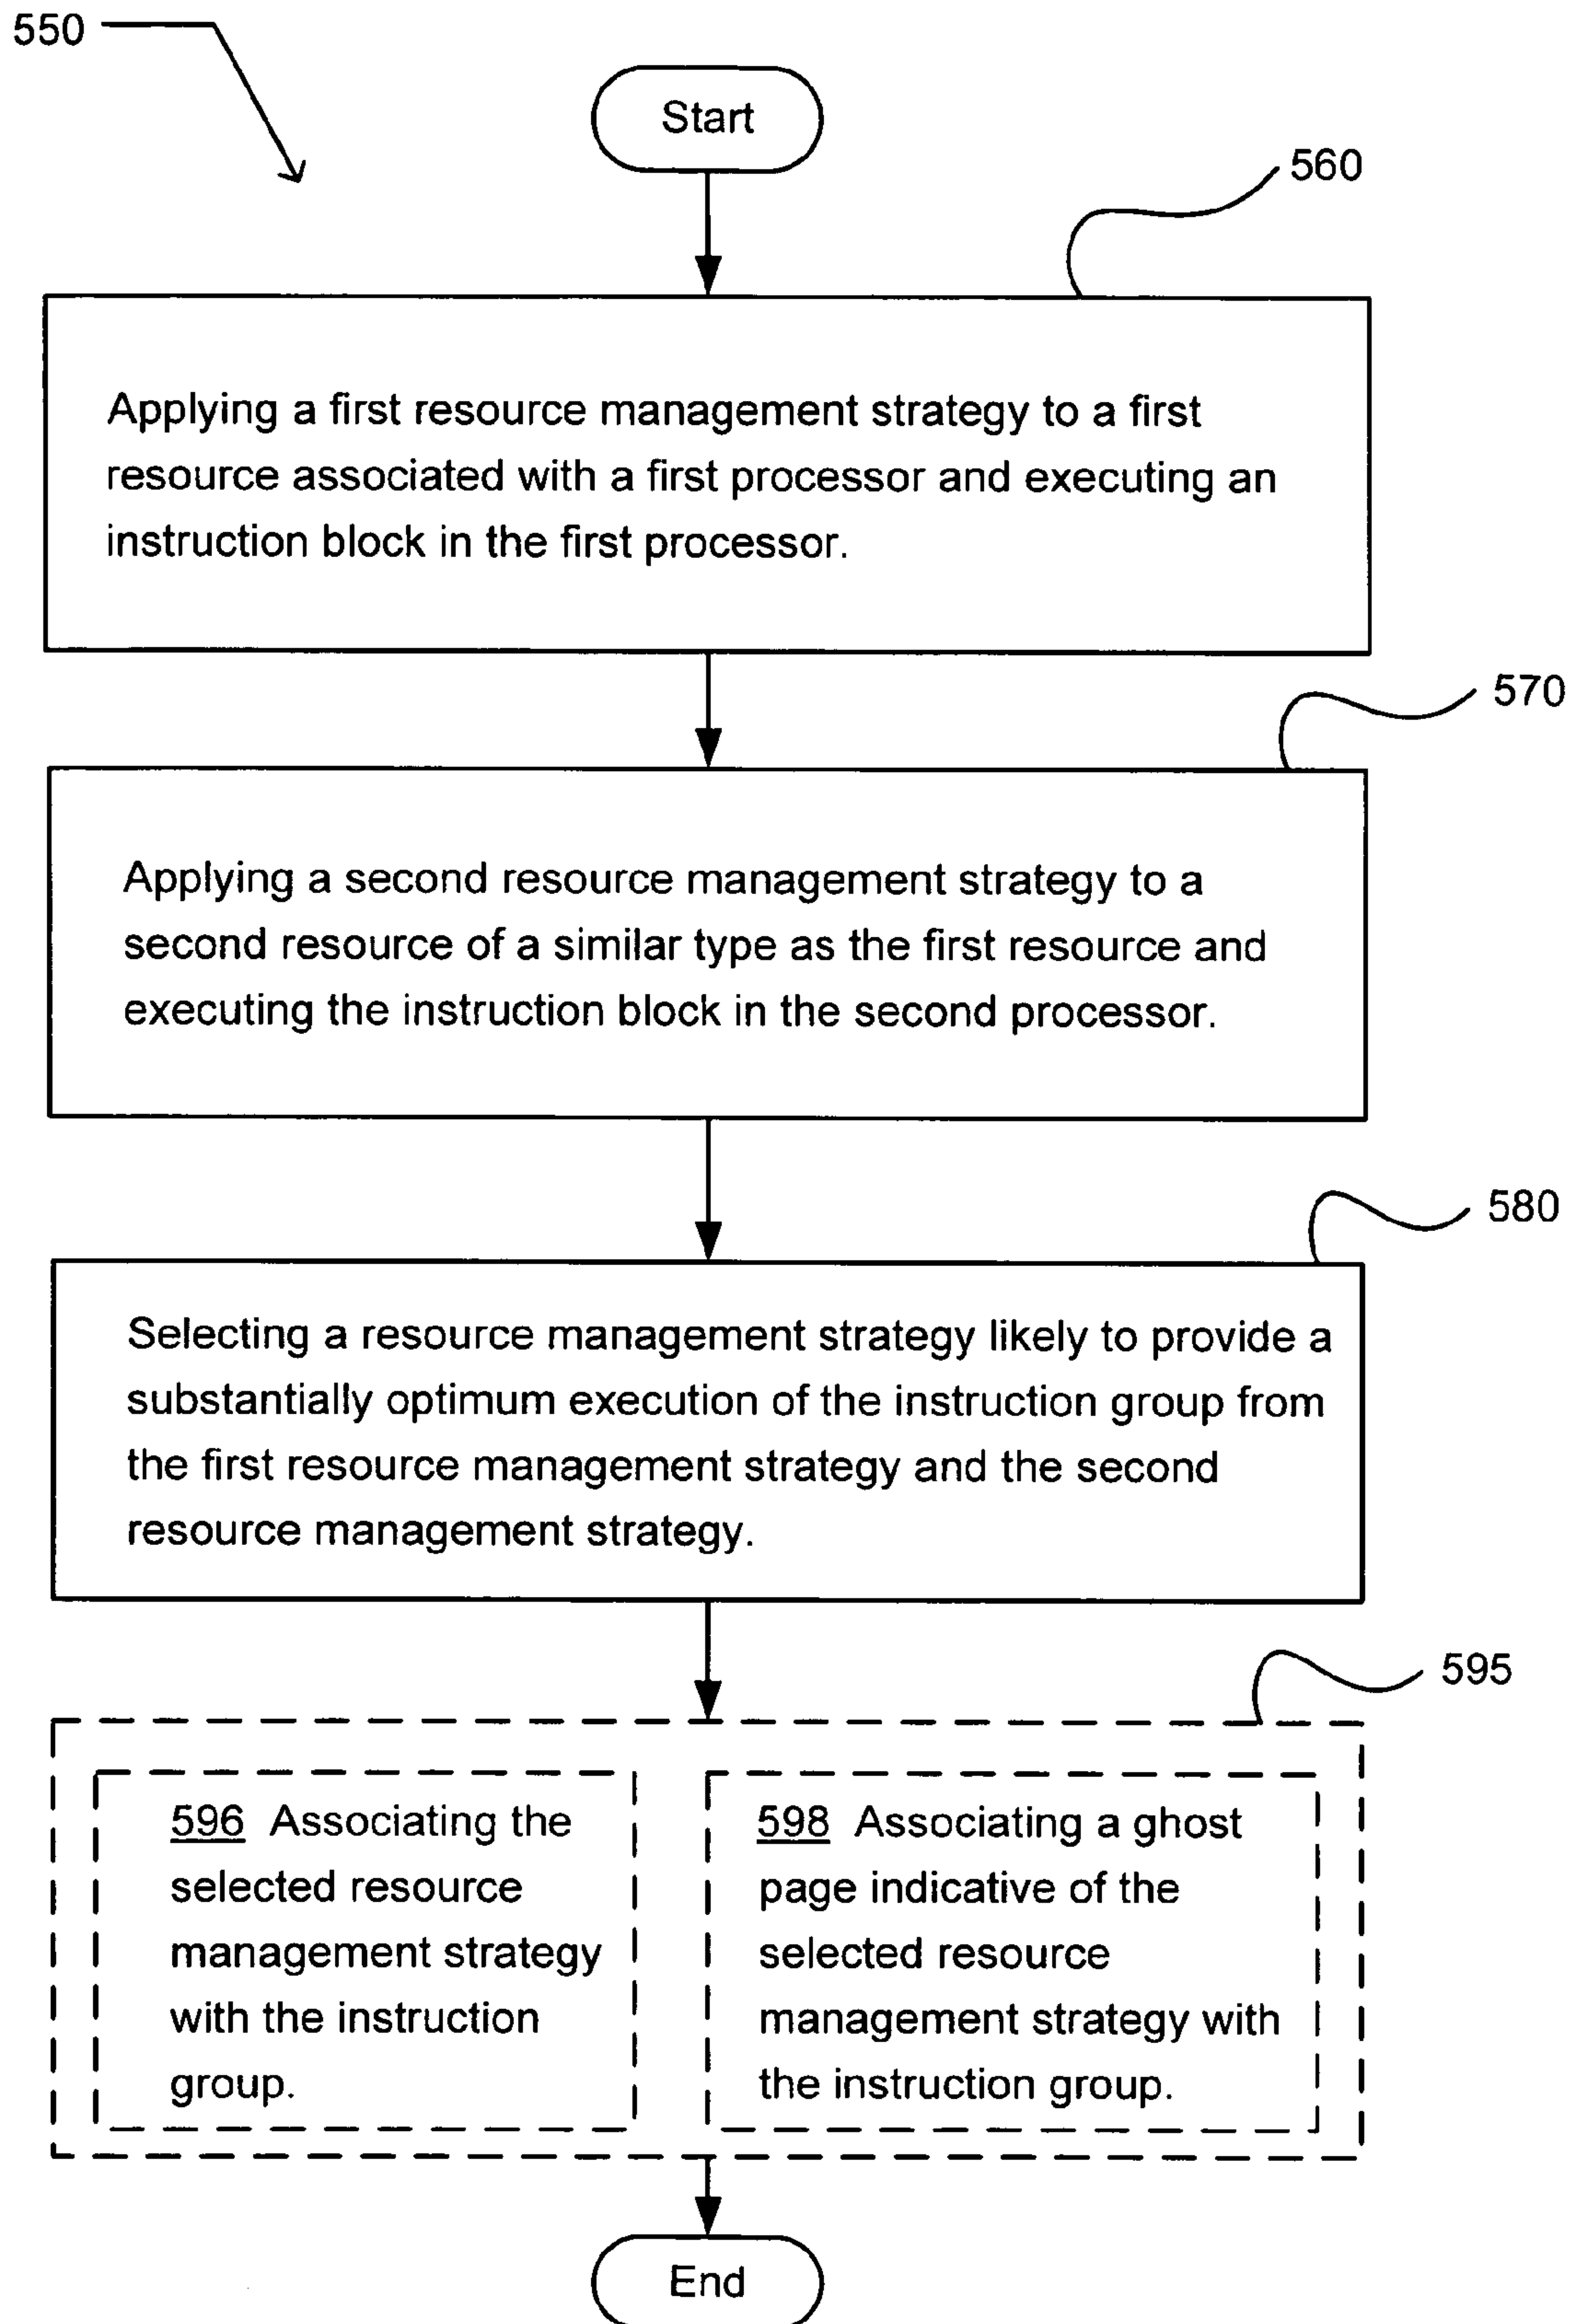 550
Start
560
Applying a first resource management strategy to a first
resource associated with a first processor and executing an
instruction block in the first processor.
570
Applying a second resource management strategy to a
second resource of a similar type as the first resource and
executing the instruction block in the second processor.
580
Selecting a resource management strategy likely to provide a
substantially optimum execution of the instruction group from
the first resource management strategy and the second
resource management strategy.
595
596 Associating the
selected resource
management strategy
with the instruction
group.
598 Associating a ghost
page indicative of the
selected resource
management strategy with
the instruction group.
End